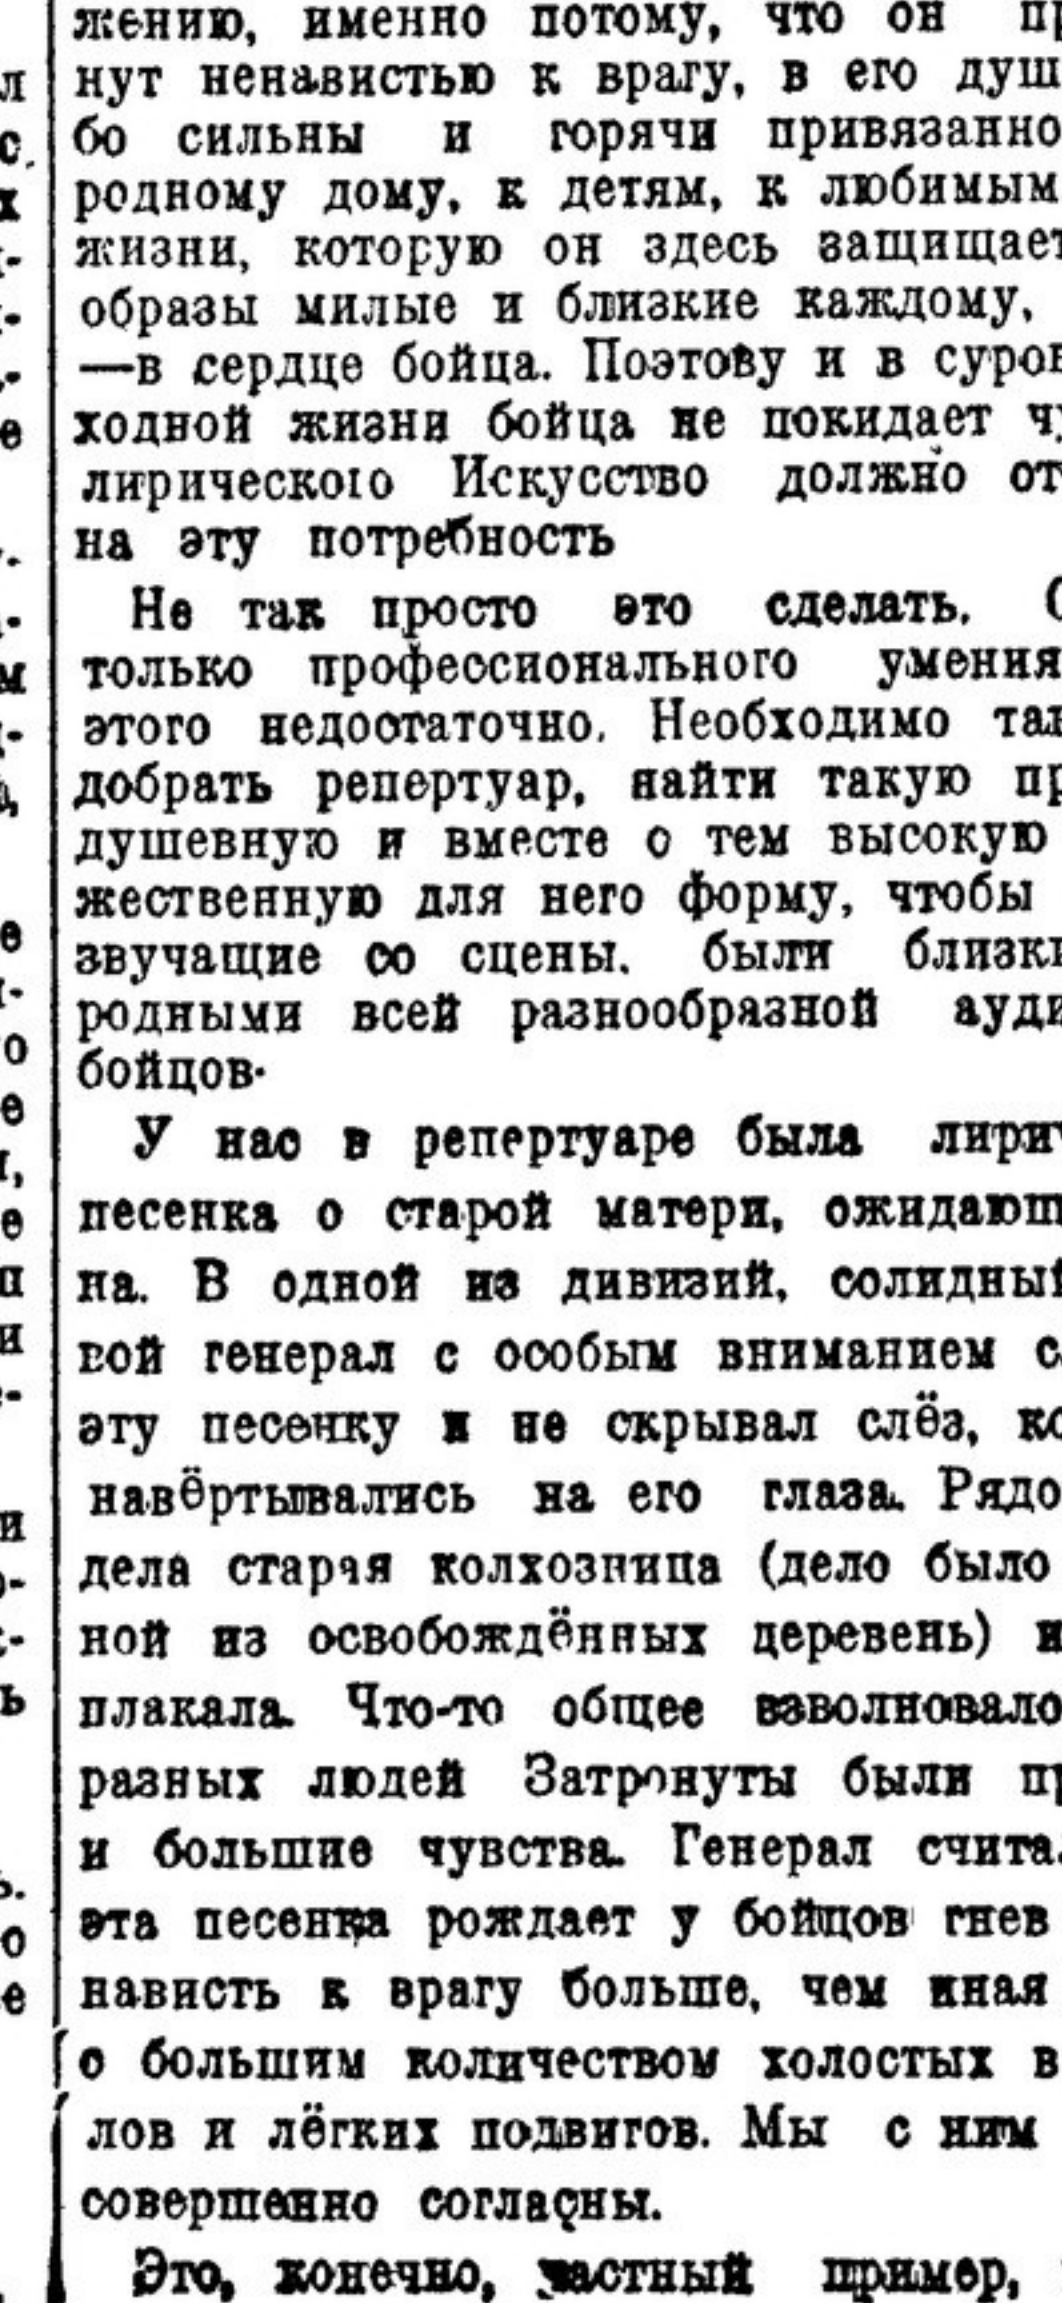 жению, именно потому, что он
нут ненавистью к врагу, в его душ
бо сильны и горячи привязанно
родному дому, к детям, к любимым
жизни, которую он здесь защищает
образы милые и близкие каждому,
—в сердце бойца. Поэтову и в суров
ходной жизни бойца не покидает
лирического Искусство должно от
на эту потребность
Не так просто это сделать. С
только профессионального умения
этого недостаточно. Необходимо так
добрать репертуар, найти такую пр
душевную и вместе с тем высокую
жественную для него форму, чтобы
звучащие со сцены. были близки
родными всей разнообразной ауди
бойцов.
У нас в репертуаре была лирич
песенка о старой матери, ожидающ
на. В одной из дивизий, солидный
вой генерал с особым вниманием с
эту песенку и не скрывал слёз, ко
навёртывались на его глаза. Рядо
дела старая колхозница (дело было
ной из освобождённых деревень) и
плакала. Что-то общее взволновало
разных людей Затронуты были пр
и большие чувства. Генерал счита
эта песенка рождает у бойцов гнев
нависть к врагу больше, чем иная
с большим количеством холостых в
лов и лёгких подвигов. Мы с ним
совершенно согласны.
Это, конечно, частный пример,